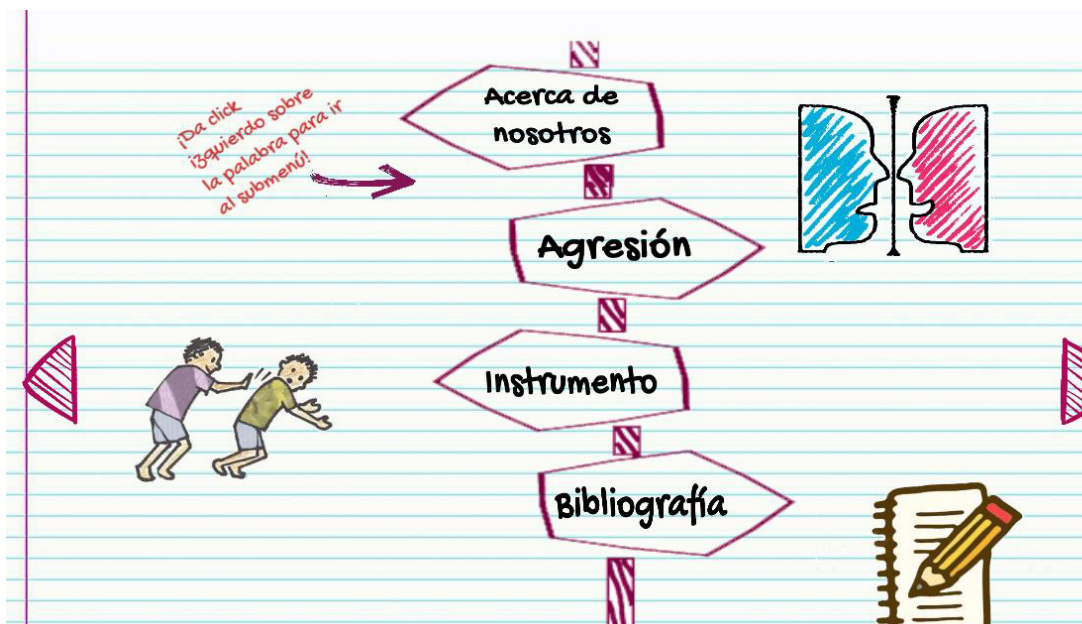 ¡Da click
izquierdo sobre
la palabra para ir
al submenú!
Acerca de
nosotros
Agresión
Instrumento
Bibliografía